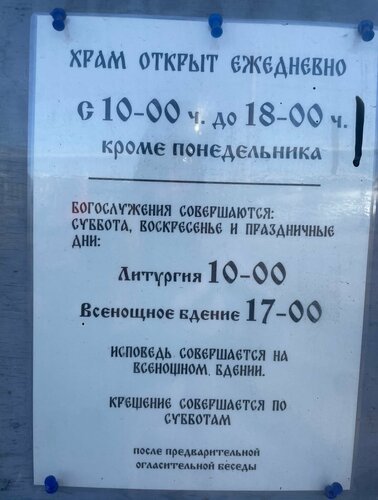 ХРАМ ОТКРЫТ ЕЖЕДНЕВНО
С 10-00 ч. до 18-00 ч.
КРОМЕ ПОНЕДЕЛЬНИКА
БОГОСЛУЖЕНИЯ СОВЕРШАЮТСЯ:
СУББОТА, ВОСКРЕСЕНЬЕ И ПРАЗДНИЧНЫЕ
ДНИ:
Литургия 10-00
Всенощное бдение 17-00
ИСПОВЕДЬ СОВЕРШАЕТСЯ НА
ВСЕНОЩНОМ БДЕНИИ.
КРЕЩЕНИЕ СОВЕРШАЕТСЯ ПО
СУББОТАМ
после предварительной
огласительной беседы